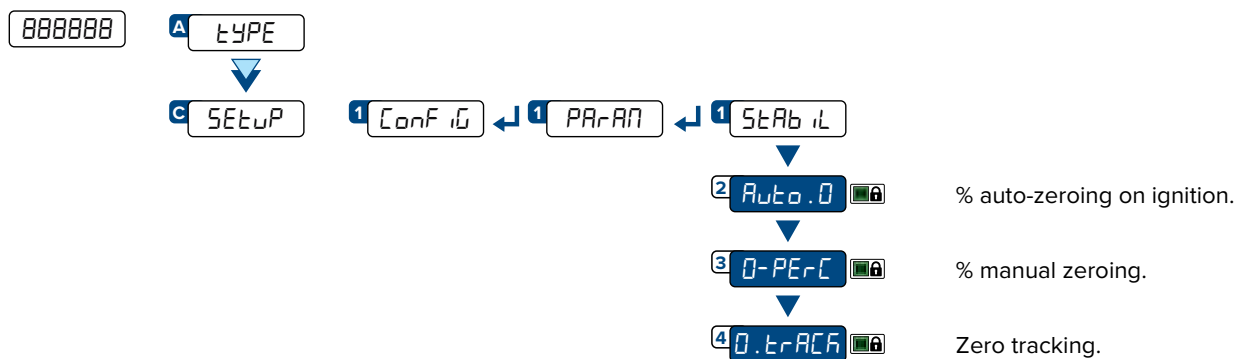 888888 A tYPE
C SEtuP 1 ConFiG 1 PArAM 1 StAbiL
2 Auto.0 % auto-zeroing on ignition.
3 0-PErC % manual zeroing.
4 0.trACk Zero tracking.